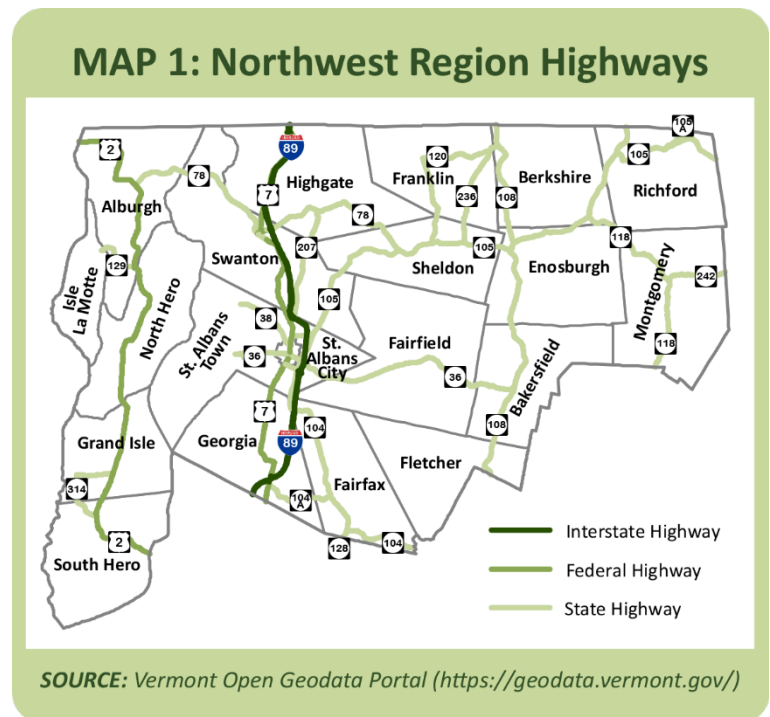 MAP 1: Northwest Region Highways
105
A
2
89
120
105
78
Highgate
Franklin
Berkshire
Richford
7
236
108
Alburgh
78
207
118
Swanton
105
129
Sheldon
Enosburgh
242
Isle
La Motte
North Hero
Montgomery
105
38
St. Albans
Town
St.
Albans
City
Fairfield
118
36
36
Bakersfield
7
108
Grand Isle
Georgia
89
104
Fletcher
Fairfax
314
104
A
2
128
104
South Hero
Interstate Highway
Federal Highway
State Highway
SOURCE: Vermont Open Geodata Portal (https://geodata.vermont.gov/)